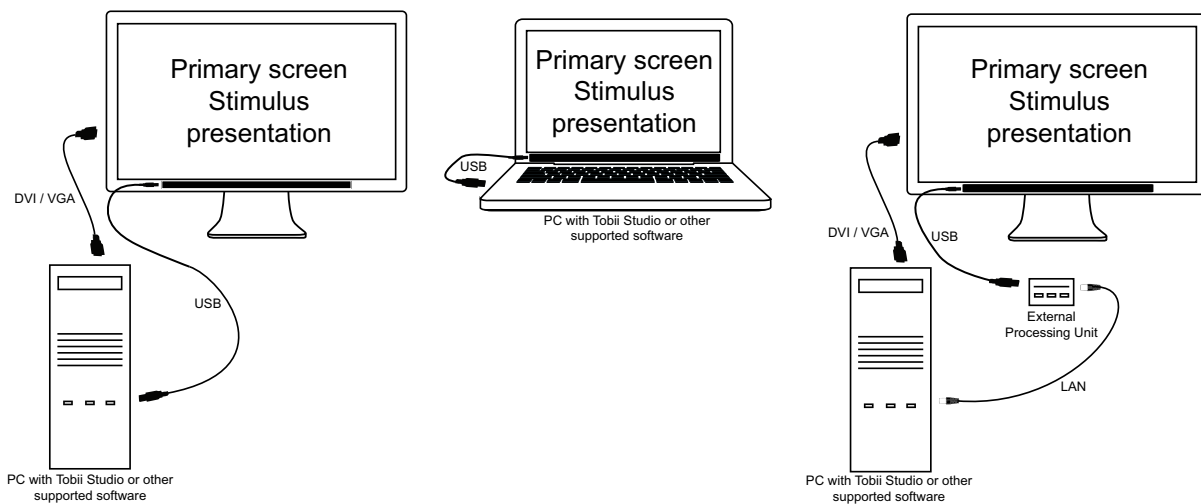 Primary screen
Stimulus
presentation
DVI / VGA
USB
PC with Tobii Studio or other
supported software
Primary screen
Stimulus
presentation
USB
PC with Tobii Studio or other
supported software
Primary screen
Stimulus
presentation
DVI / VGA
USB
External
Processing Unit
LAN
PC with Tobii Studio or other
supported software